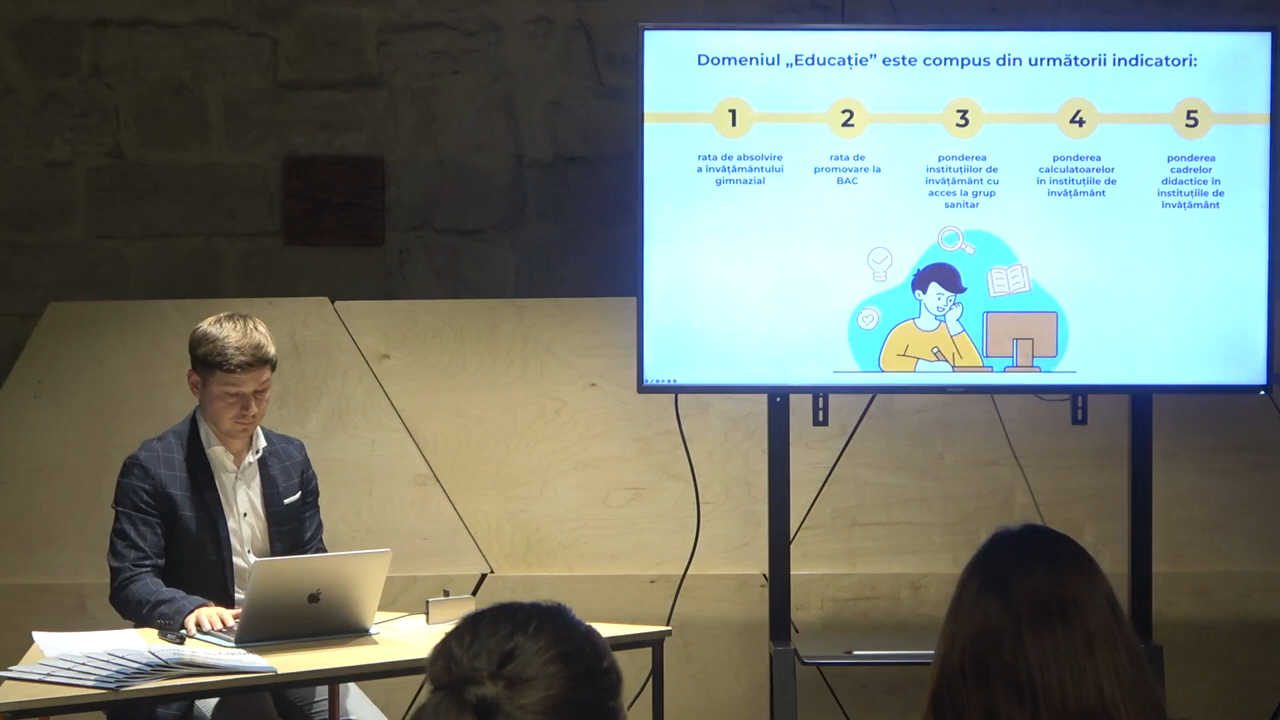 Domeniul „Educație” este compus din următorii indicatori:
1
2
3
4
5
rata de absolvire
a învățământului
gimnazial
rata de
promovare la
BAC
ponderea
instituțiilor de
învățământ cu
acces la grup
sanitar
ponderea
calculatoarelor
în instituțiile de
învățământ
ponderea
cadrelor
didactice în
instituțiile de
învățământ